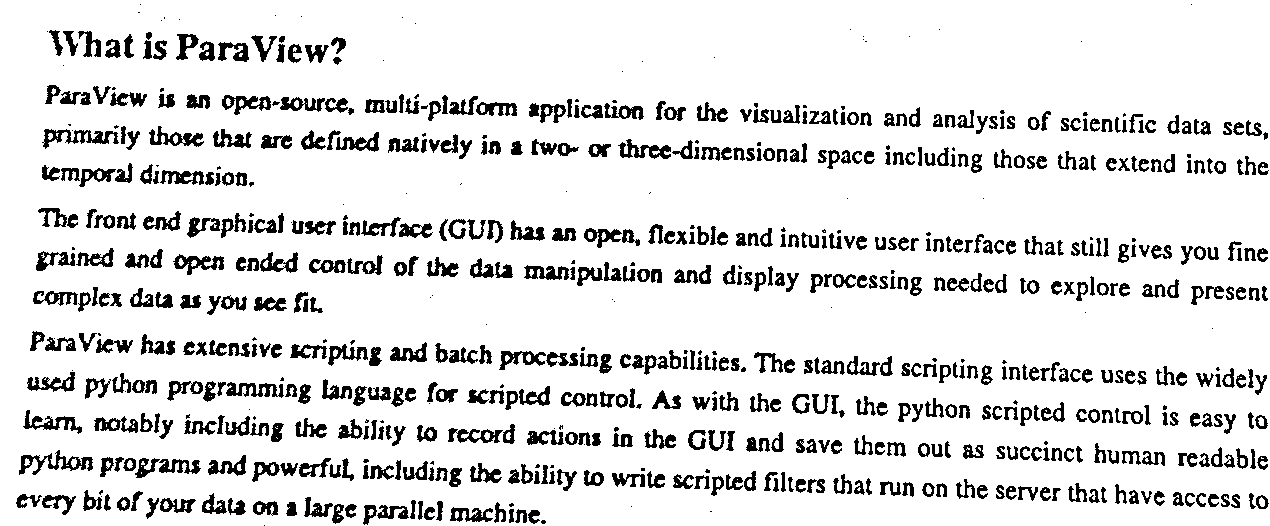 What is ParaView?
ParaView is an open-source, multi-platform application for the visualization and analysis of scientific data sets,
primarily those that are defined natively in a two- or three-dimensional space including those that extend into the
temporal dimension.
The front end graphical user interface (GUI) has an open, flexible and intuitive user interface that still gives you fine
grained and open ended control of the data manipulation and display processing needed to explore and present
complex data as you see fit.
ParaView has extensive scripting and batch processing capabilities. The standard scripting interface uses the widely
used python programming language for scripted control. As with the GUI, the python scripted control is easy to
learn, notably including the ability to record actions in the GUI and save them out as succinct human readable
python programs and powerful, including the ability to write scripted filters that run on the server that have access to
every bit of your data on a large parallel machine.